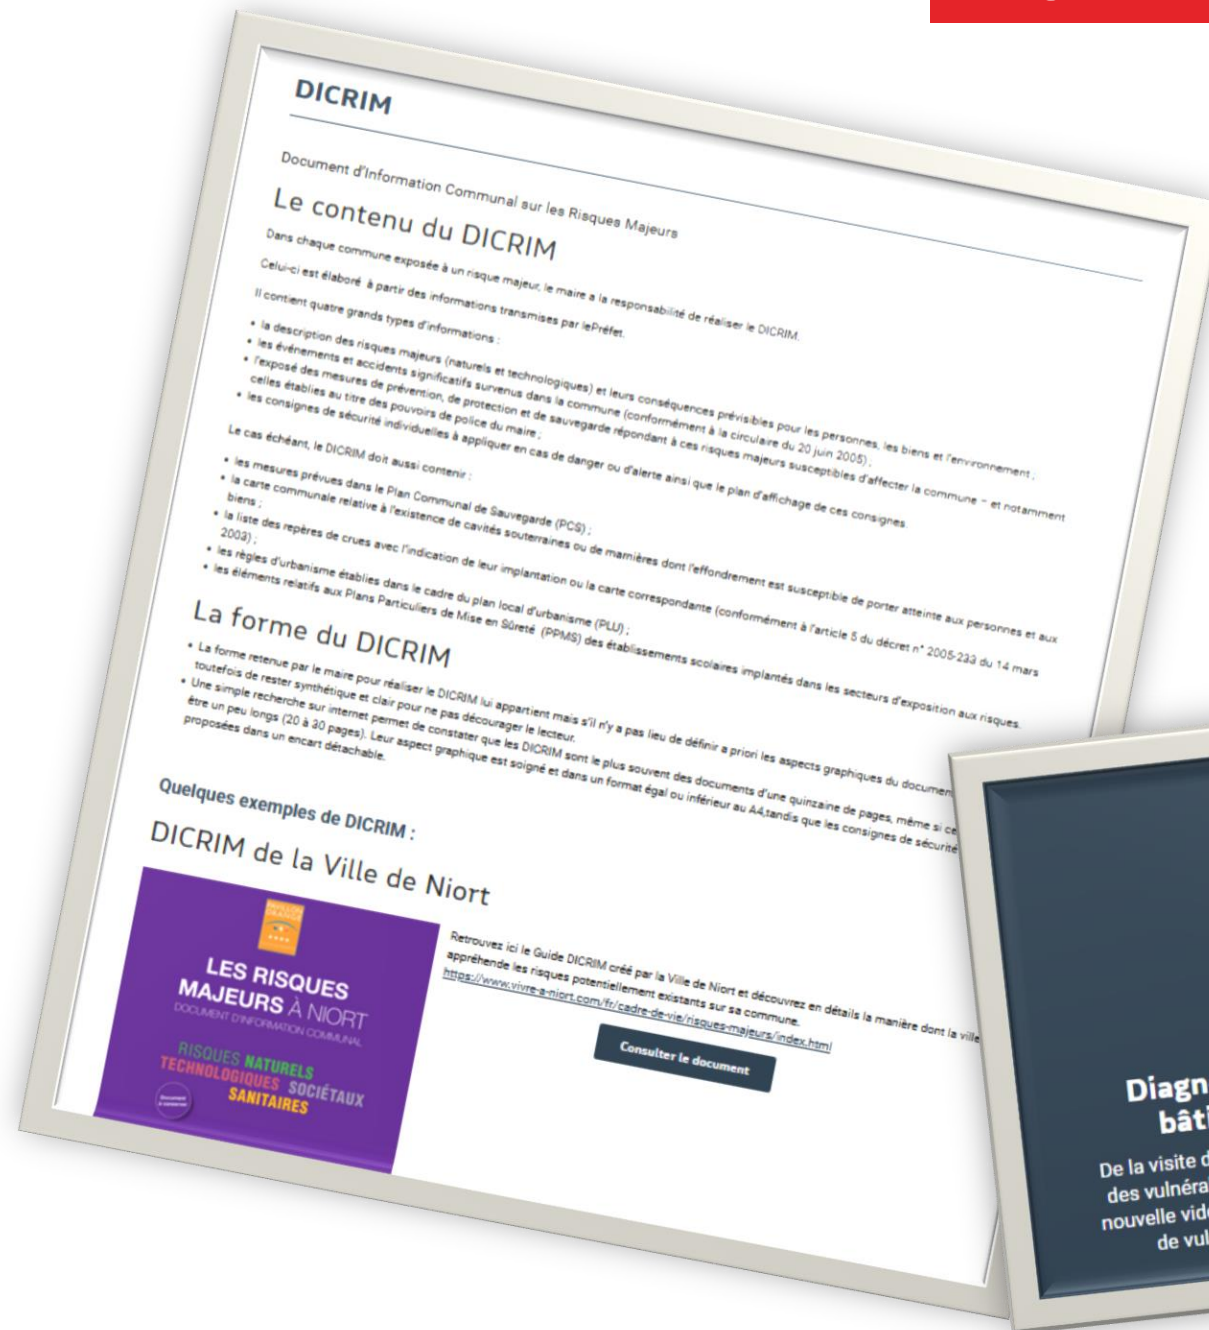 DICRIM
Document d'Information Communal sur les Risques Majeurs
Le contenu du DICRIM
Dans chaque commune exposée à un risque majeur, le maire a la responsabilité de réaliser le DICRIM.
Celui-ci est élaboré à partir des informations transmises par lePréfet.
Il contient quatre grands types d'informations :
• la description des risques majeurs (naturels et technologiques) et leurs conséquences prévisibles pour les personnes, les biens et l'environnement ;
• les événements et accidents significatifs survenus dans la commune (conformément à la circulaire du 20 juin 2005) ;
• l'exposé des mesures de prévention, de protection et de sauvegarde répondant à ces risques majeurs susceptibles d'affecter la commune – et notamment
celles établies au titre des pouvoirs de police du maire ;
• les consignes de sécurité individuelles à appliquer en cas de danger ou d'alerte ainsi que le plan d'affichage de ces consignes.
Le cas échéant, le DICRIM doit aussi contenir :
• les mesures prévues dans le Plan Communal de Sauvegarde (PCS) ;
• la carte communale relative à l'existence de cavités souterraines ou de marnières dont l'effondrement est susceptible de porter atteinte aux personnes et aux
biens ;
• la liste des repères de crues avec l'indication de leur implantation ou la carte correspondante (conformément à l'article 5 du décret n° 2005-233 du 14 mars
2003) ;
• les règles d'urbanisme établies dans le cadre du plan local d'urbanisme (PLU) ;
• les éléments relatifs aux Plans Particuliers de Mise en Sûreté (PPMS) des établissements scolaires implantés dans les secteurs d'exposition aux risques.
La forme du DICRIM
• La forme retenue par le maire pour réaliser le DICRIM lui appartient mais s'il n'y a pas lieu de définir a priori les aspects graphiques du documen
toutefois de rester synthétique et clair pour ne pas décourager le lecteur.
• Une simple recherche sur internet permet de constater que les DICRIM sont le plus souvent des documents d'une quinzaine de pages, même si ce
être un peu longs (20 à 30 pages). Leur aspect graphique est soigné et dans un format égal ou inférieur au A4,tandis que les consignes de sécurité
proposées dans un encart détachable.
Quelques exemples de DICRIM :
DICRIM de la Ville de Niort
PAVILLON
ORANGE
LES RISQUES
MAJEURS À NIORT
DOCUMENT D'INFORMATION COMMUNAL
RISQUES NATURELS
TECHNOLOGIQUES SOCIÉTAUX
SANITAIRES
Document
à conserver
Retrouvez ici le Guide DICRIM créé par la Ville de Niort et découvrez en détails la manière dont la ville
appréhende les risques potentiellement existants sur sa commune.
https://www.vivre-a-niort.com/fr/cadre-de-vie/risques-majeurs/index.html
Consulter le document
Diagn
bâti
De la visite d
des vulnéra
nouvelle vid
de vul